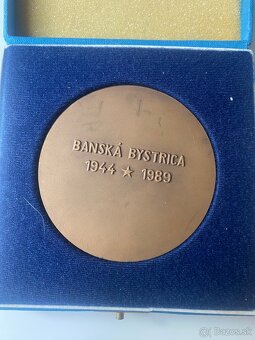 BANSKÁ BYSTRICA
1944 ★ 1989
Bazos.sk